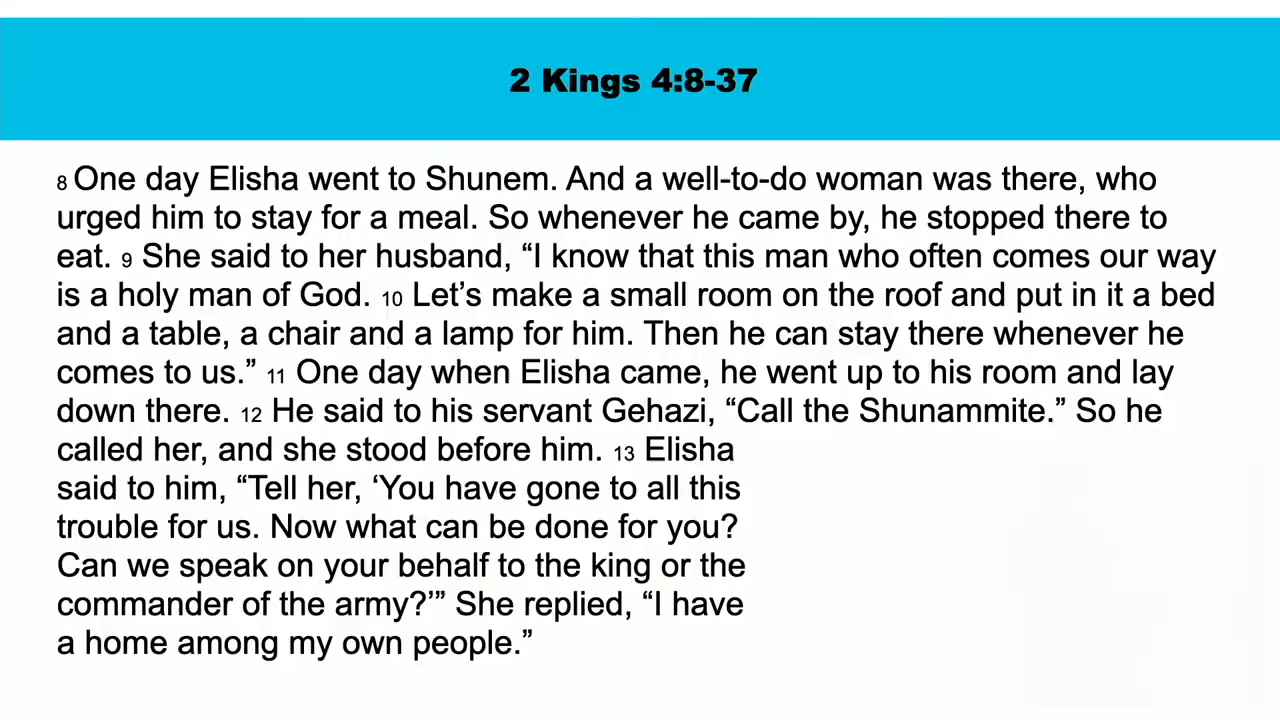 2 Kings 4:8-37
8 One day Elisha went to Shunem. And a well-to-do woman was there, who
urged him to stay for a meal. So whenever he came by, he stopped there to
eat. 9 She said to her husband, “I know that this man who often comes our way
is a holy man of God. 10 Let’s make a small room on the roof and put in it a bed
and a table, a chair and a lamp for him. Then he can stay there whenever he
comes to us.” 11 One day when Elisha came, he went up to his room and lay
down there. 12 He said to his servant Gehazi, “Call the Shunammite.” So he
called her, and she stood before him. 13 Elisha
said to him, “Tell her, ‘You have gone to all this
trouble for us. Now what can be done for you?
Can we speak on your behalf to the king or the
commander of the army?’” She replied, “I have
a home among my own people.”